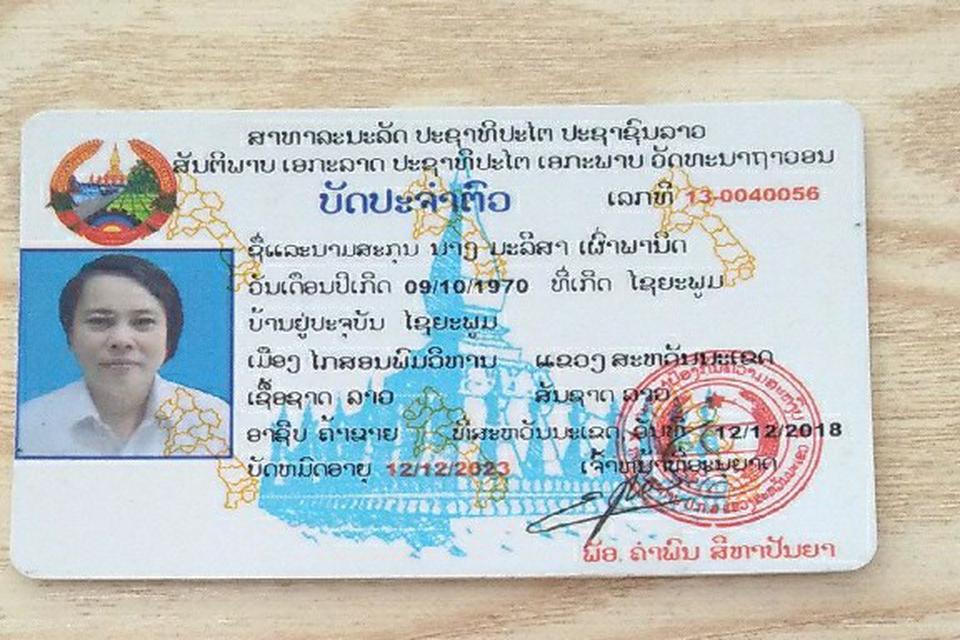 ສາທາລະນະລັດ ປະຊາທິປະໄຕ ປະຊາຊົນລາວ
ສັນຕິພາບ ເອກະລາດ ປະຊາທິປະໄຕ ເອກະພາບ ວັດທະນາຖາວອນ
ບັດປະຈຳຕົວ ເລກທີ 13-0040056
ຊື່ແລະນາມສະກຸນ ນາງ ມະລີສາ ເຜົ່າພານິດ
ວັນເດືອນປີເກີດ 09/10/1970 ທີ່ເກີດ ໄຊຍະພູມ
ບ້ານຢູ່ປະຈຸບັນ ໄຊຍະພູມ
ເມືອງ ໄກສອນພົມວິຫານ ແຂວງ ສະຫວັນນະເຂດ
ເຊື້ອຊາດ ລາວ ສັນຊາດ ລາວ
ອາຊີບ ຄ້າຂາຍ ທີ່ສະຫວັນນະເຂດ, ວັນທີ 12/12/2018
ບັດໝົດອາຍຸ 12/12/2023 ເຈົ້າໜ້າທີ່ອະນຸຍາດ
ພັອ. ຄຳພົນ ສີຫາປັນຍາ